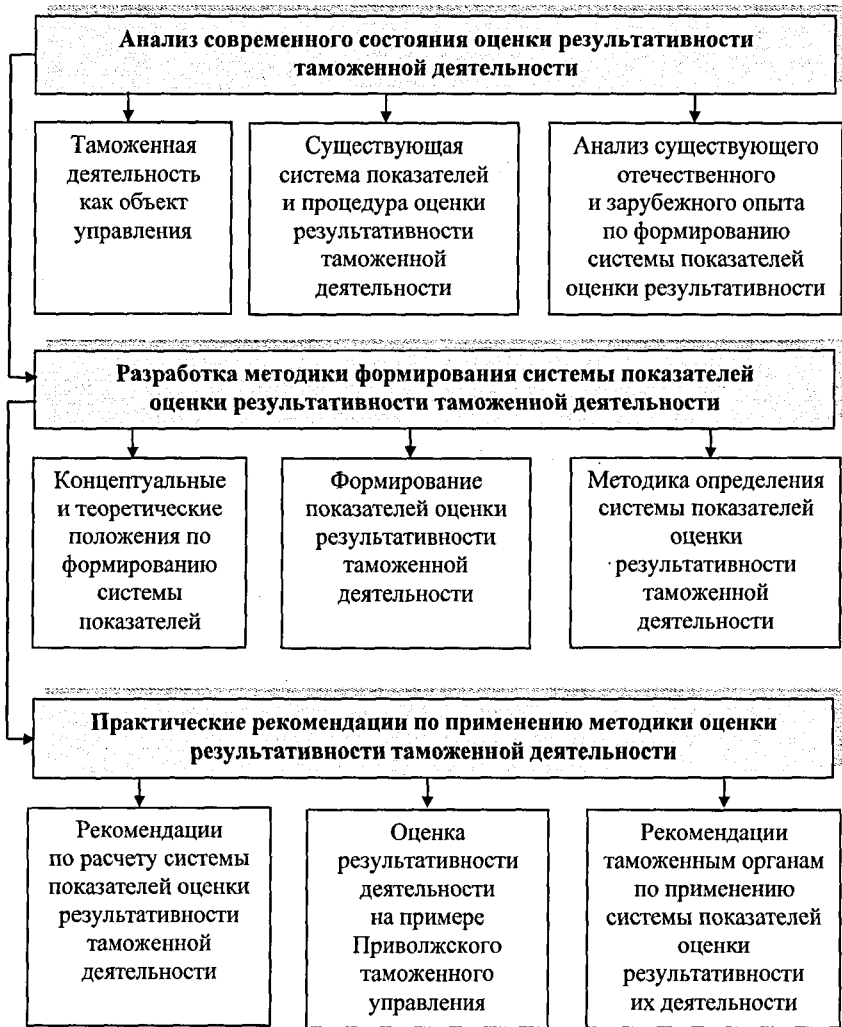 Анализ современного состояния оценки результативности
таможенной деятельности
Таможенная
деятельность
как объект
управления
Существующая
система показателей
и процедура оценки
результативности
таможенной
деятельности
Анализ существующего
отечественного
и зарубежного опыта
по формированию
системы показателей
оценки результативности
Разработка методики формирования системы показателей
оценки результативности таможенной деятельности
Концептуальные
и теоретические
положения по
формированию
системы
показателей
Формирование
показателей оценки
результативности
таможенной
деятельности
Методика определения
системы показателей
оценки
результативности
таможенной
деятельности
Практические рекомендации по применению методики оценки
результативности таможенной деятельности
Рекомендации
по расчету системы
показателей оценки
результативности
таможенной
деятельности
Оценка
результативности
деятельности
на примере
Приволжского
таможенного
управления
Рекомендации
таможенным органам
по применению
системы показателей
оценки
результативности
их деятельности